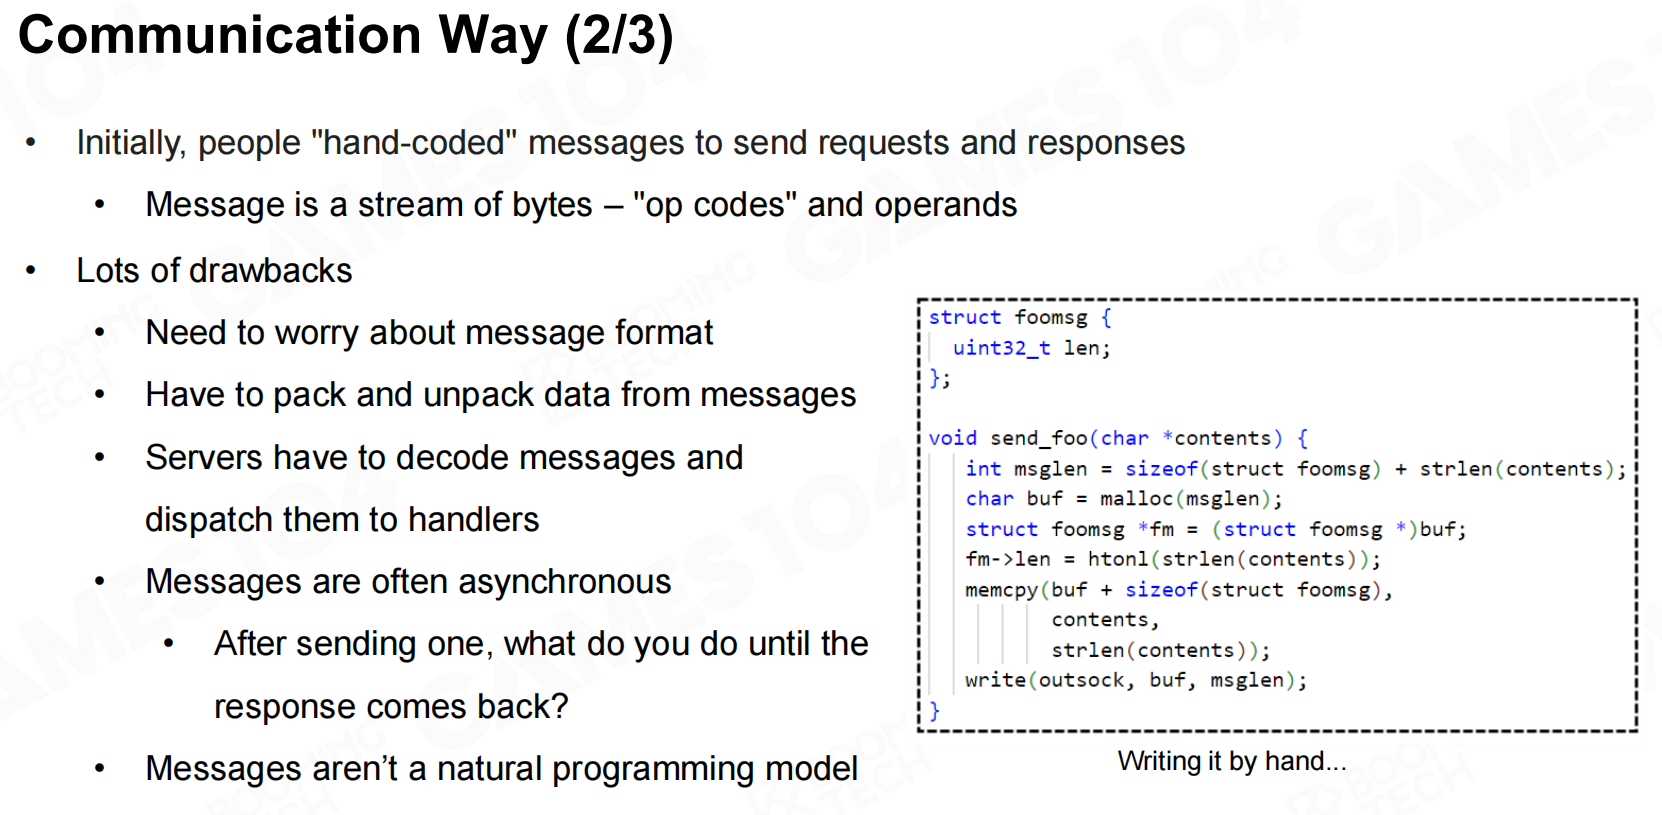 Communication Way (2/3)
• Initially, people "hand-coded" messages to send requests and responses
• Message is a stream of bytes – "op codes" and operands
• Lots of drawbacks
• Need to worry about message format
• Have to pack and unpack data from messages
• Servers have to decode messages and
dispatch them to handlers
• Messages are often asynchronous
• After sending one, what do you do until the
response comes back?
• Messages aren’t a natural programming model
struct foomsg {
uint32_t len;
};
void send_foo(char *contents) {
int msglen = sizeof(struct foomsg) + strlen(contents);
char buf = malloc(msglen);
struct foomsg *fm = (struct foomsg *)buf;
fm->len = htonl(strlen(contents));
memcpy(buf + sizeof(struct foomsg),
contents,
strlen(contents));
write(outsock, buf, msglen);
}
Writing it by hand...
GAMES104
BOOMING
TECH